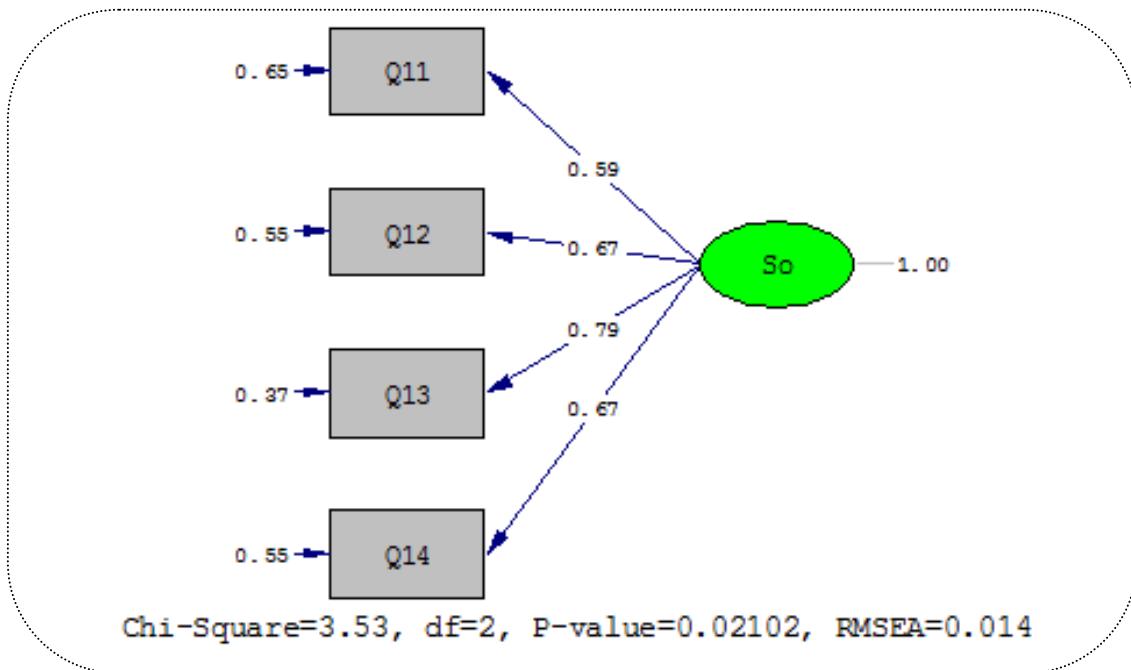 0.65
Q11
0.59
0.55
Q12
0.67
So
1.00
0.79
0.37
Q13
0.67
0.55
Q14
Chi-Square=3.53, df=2, P-value=0.02102, RMSEA=0.014